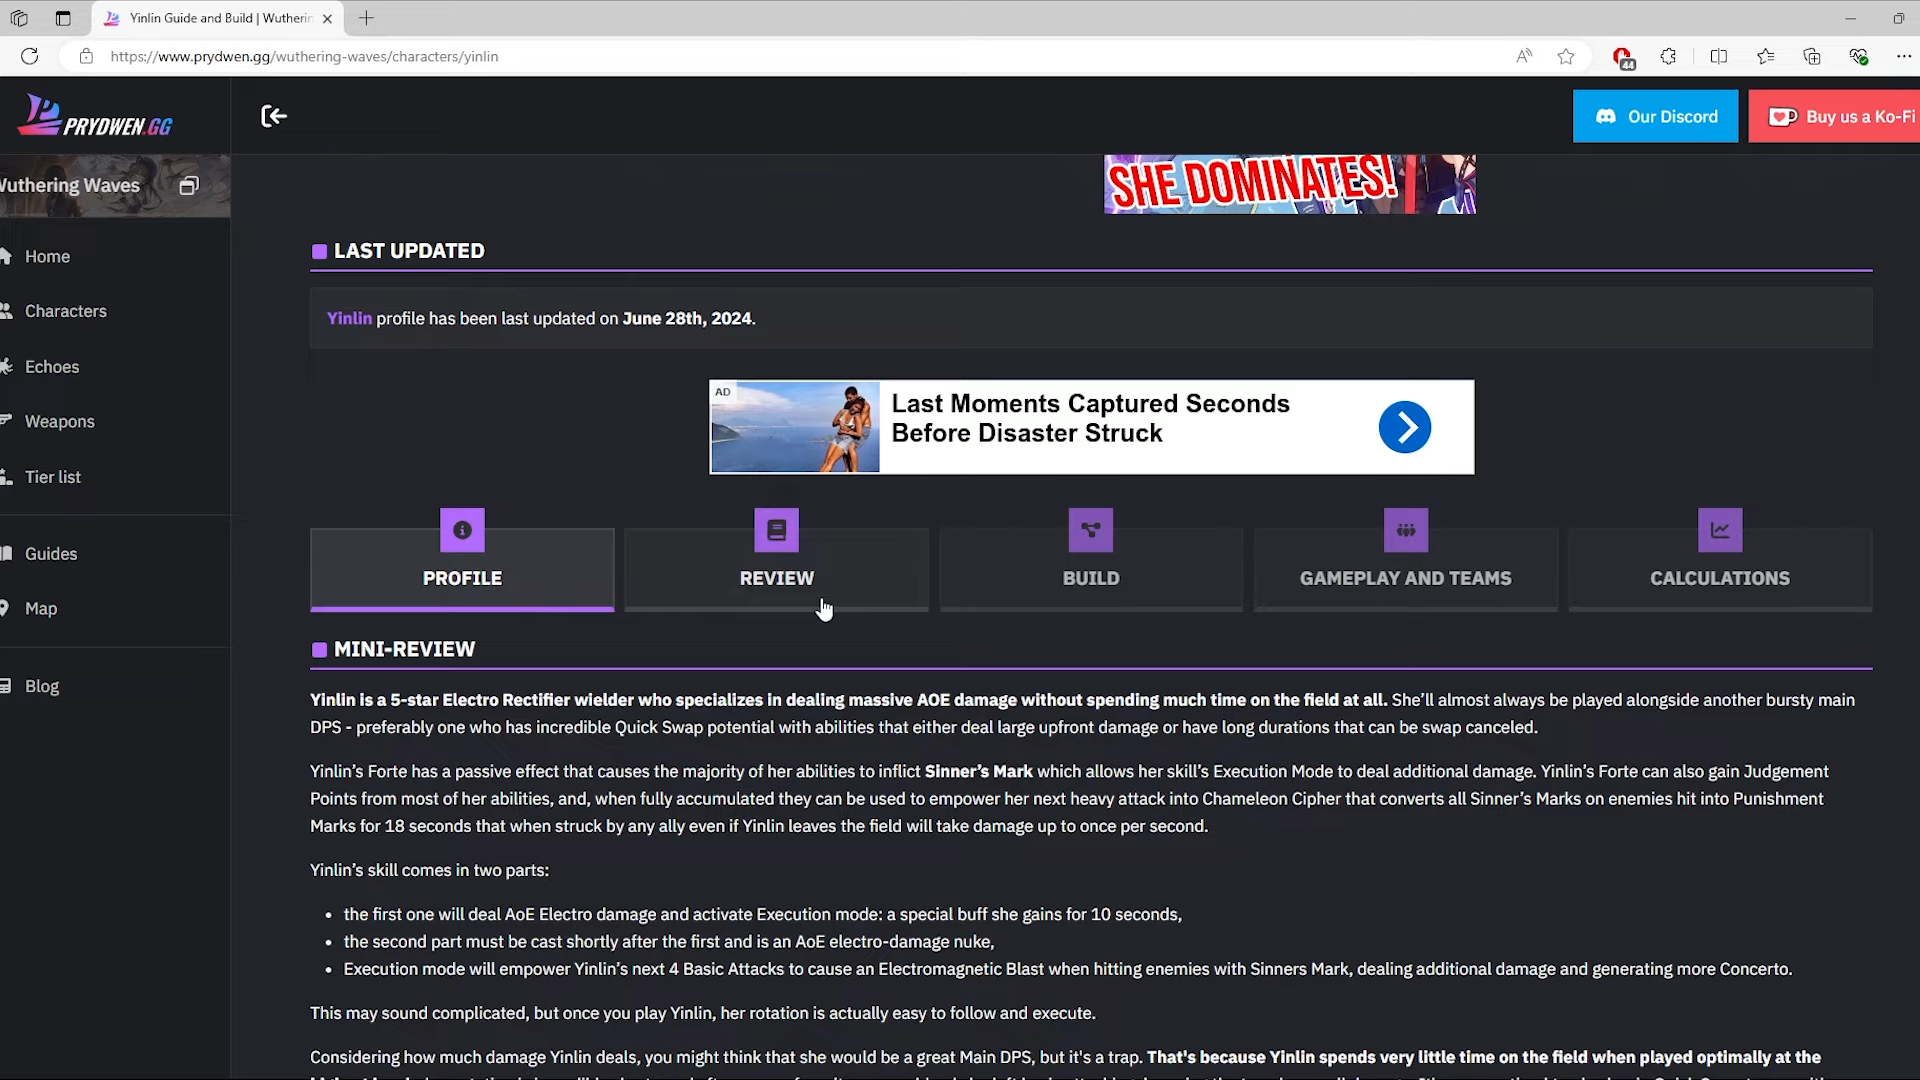 Yinlin Guide and Build | Wutherin
https://www.prydwen.gg/wuthering-waves/characters/yinlin
44
PRYDWEN.GG
Our Discord
Buy us a Ko-Fi
Wuthering Waves
SHE DOMINATES!
Home
Characters
Echoes
Weapons
Tier list
Guides
Map
Blog
LAST UPDATED
Yinlin profile has been last updated on June 28th, 2024.
AD
Last Moments Captured Seconds
Before Disaster Struck
PROFILE
REVIEW
BUILD
GAMEPLAY AND TEAMS
CALCULATIONS
MINI-REVIEW
Yinlin is a 5-star Electro Rectifier wielder who specializes in dealing massive AOE damage without spending much time on the field at all. She’ll almost always be played alongside another bursty main
DPS - preferably one who has incredible Quick Swap potential with abilities that either deal large upfront damage or have long durations that can be swap canceled.
Yinlin’s Forte has a passive effect that causes the majority of her abilities to inflict Sinner’s Mark which allows her skill’s Execution Mode to deal additional damage. Yinlin’s Forte can also gain Judgement
Points from most of her abilities, and, when fully accumulated they can be used to empower her next heavy attack into Chameleon Cipher that converts all Sinner’s Marks on enemies hit into Punishment
Marks for 18 seconds that when struck by any ally even if Yinlin leaves the field will take damage up to once per second.
Yinlin’s skill comes in two parts:
• the first one will deal AoE Electro damage and activate Execution mode: a special buff she gains for 10 seconds,
• the second part must be cast shortly after the first and is an AoE electro-damage nuke,
• Execution mode will empower Yinlin’s next 4 Basic Attacks to cause an Electromagnetic Blast when hitting enemies with Sinners Mark, dealing additional damage and generating more Concerto.
This may sound complicated, but once you play Yinlin, her rotation is actually easy to follow and execute.
Considering how much damage Yinlin deals, you might think that she would be a great Main DPS, but it's a trap. That's because Yinlin spends very little time on the field when played optimally at the